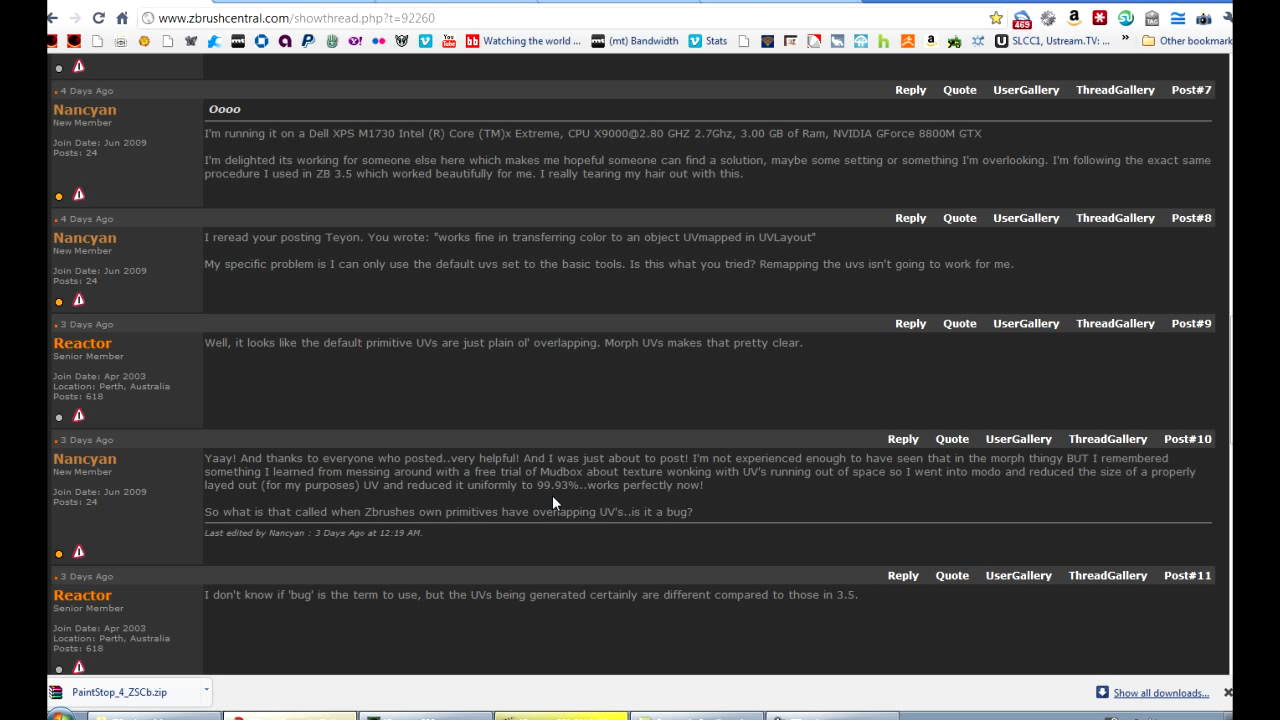 www.zbrushcentral.com/showthread.php?t=92260
469
Watching the world ...
(mt) Bandwidth
Stats
SLCC1, Ustream.TV: ...
Other bookmark
4 Days Ago
Reply Quote UserGallery ThreadGallery Post#7
Nancyan
New Member
Join Date: Jun 2009
Posts: 24
Oooo
I'm running it on a Dell XPS M1730 Intel (R) Core (TM)x Extreme, CPU X9000@2.80 GHZ 2.7Ghz, 3.00 GB of Ram, NVIDIA GForce 8800M GTX
I'm delighted its working for someone else here which makes me hopeful someone can find a solution, maybe some setting or something I'm overlooking. I'm following the exact same
procedure I used in ZB 3.5 which worked beautifully for me. I really tearing my hair out with this.
4 Days Ago
Reply Quote UserGallery ThreadGallery Post#8
Nancyan
New Member
Join Date: Jun 2009
Posts: 24
I reread your posting Teyon. You wrote: "works fine in transferring color to an object UVmapped in UVLayout"
My specific problem is I can only use the default uvs set to the basic tools. Is this what you tried? Remapping the uvs isn't going to work for me.
3 Days Ago
Reply Quote UserGallery ThreadGallery Post#9
Reactor
Senior Member
Join Date: Apr 2003
Location: Perth, Australia
Posts: 618
Well, it looks like the default primitive UVs are just plain ol' overlapping. Morph UVs makes that pretty clear.
3 Days Ago
Reply Quote UserGallery ThreadGallery Post#10
Nancyan
New Member
Join Date: Jun 2009
Posts: 24
Yaay! And thanks to everyone who posted..very helpful! And I was just about to post! I'm not experienced enough to have seen that in the morph thingy BUT I remembered
something I learned from messing around with a free trial of Mudbox about texture wonking with UV's running out of space so I went into modo and reduced the size of a properly
layed out (for my purposes) UV and reduced it uniformly to 99.93%..works perfectly now!
So what is that called when Zbrushes own primitives have overlapping UV's..is it a bug?
Last edited by Nancyan : 3 Days Ago at 12:19 AM.
3 Days Ago
Reply Quote UserGallery ThreadGallery Post#11
Reactor
Senior Member
Join Date: Apr 2003
Location: Perth, Australia
Posts: 618
I don't know if 'bug' is the term to use, but the UVs being generated certainly are different compared to those in 3.5.
PaintStop_4_ZSCb.zip
Show all downloads...